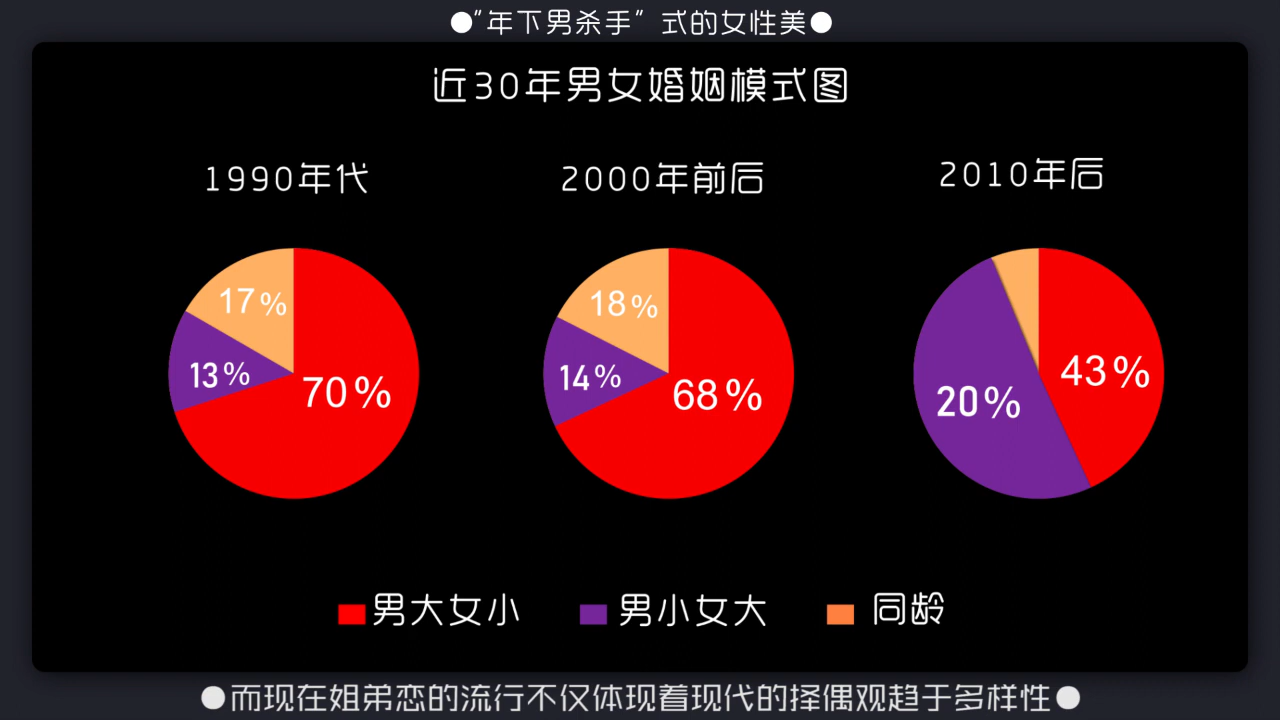 ●“年下男杀手”式的女性美●
近30年男女婚姻模式图
1990年代
2000年前后
2010年后
17%
13%
70%
18%
14%
68%
43%
20%
男大女小
男小女大
同龄
●而现在姐弟恋的流行不仅体现着现代的择偶观趋于多样性●